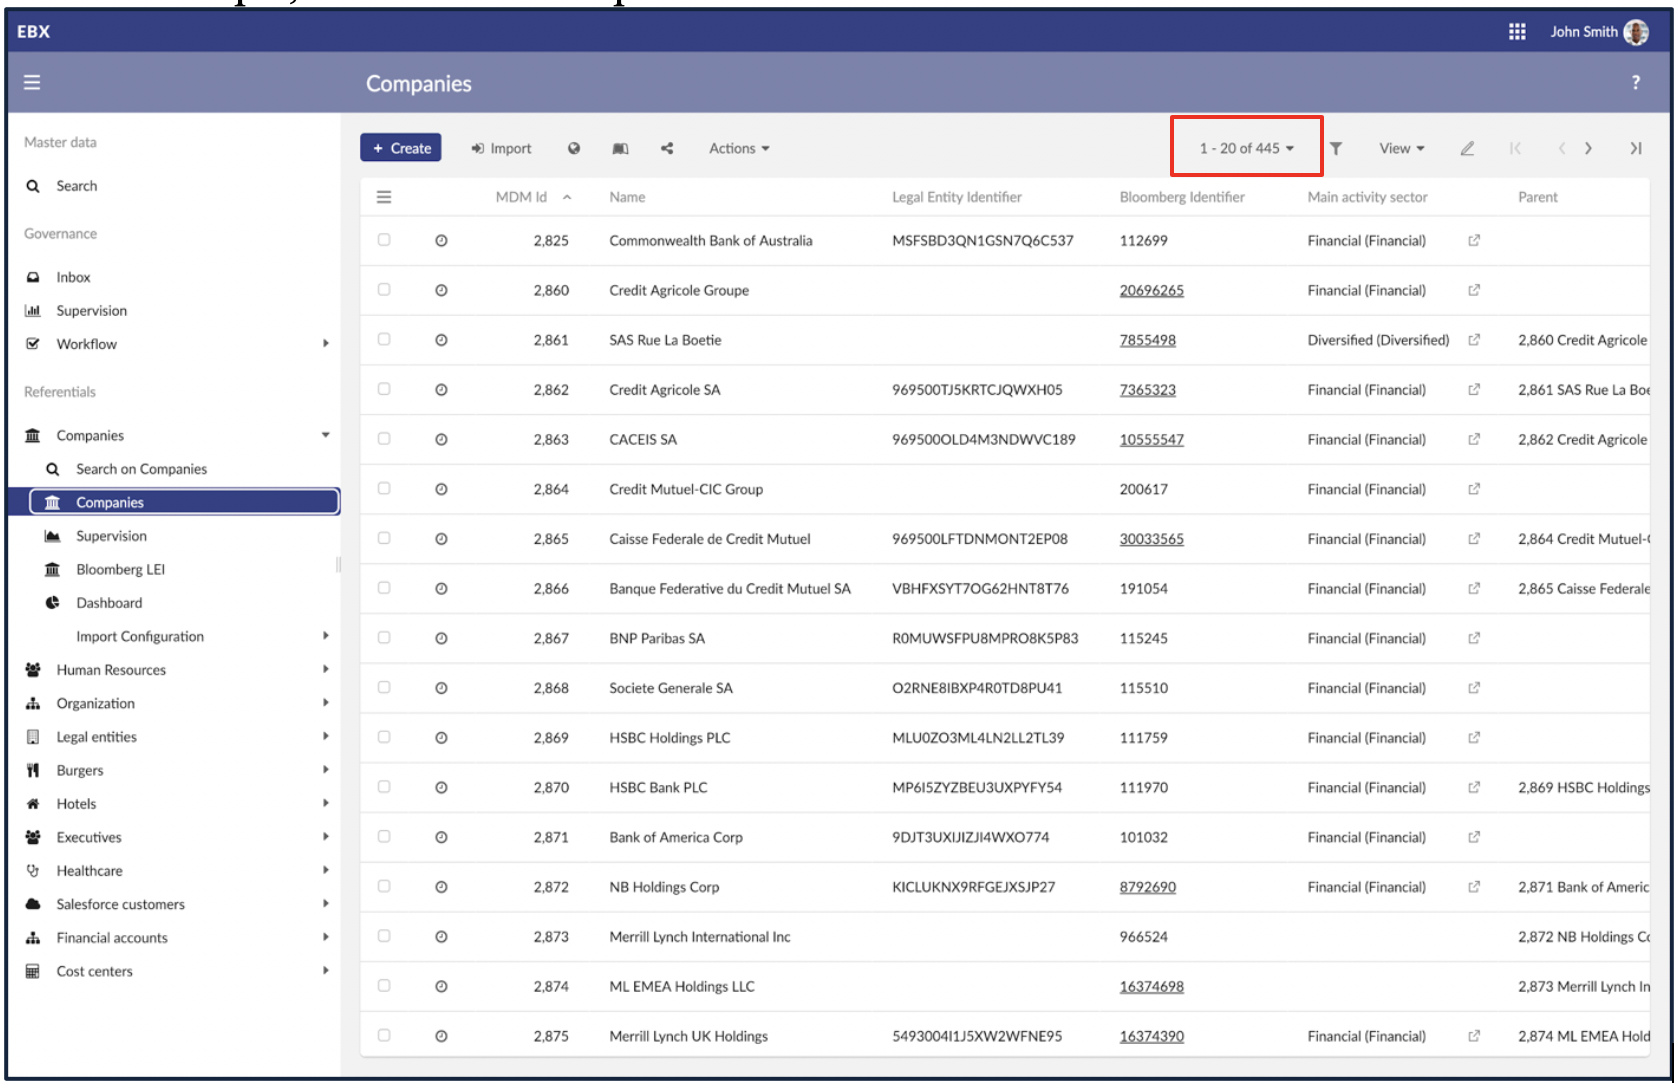 EBX
John Smith
Companies
?
Master data
Search
Governance
Inbox
Supervision
Workflow
Referentials
Companies
Search on Companies
Companies
Supervision
Bloomberg LEI
Dashboard
Import Configuration
Human Resources
Organization
Legal entities
Burgers
Hotels
Executives
Healthcare
Salesforce customers
Financial accounts
Cost centers
+ Create Import Actions 1 - 20 of 445 View
MDM Id Name Legal Entity Identifier Bloomberg Identifier Main activity sector Parent
2,825 Commonwealth Bank of Australia MSFSBD3QN1GSN7Q6C537 112699 Financial (Financial)
2,860 Credit Agricole Groupe 20696265 Financial (Financial)
2,861 SAS Rue La Boetie 7855498 Diversified (Diversified) 2,860 Credit Agricole
2,862 Credit Agricole SA 969500TJ5KRTCJQWXH05 7365323 Financial (Financial) 2,861 SAS Rue La Boe
2,863 CACEIS SA 969500OLD4M3NDWVC189 10555547 Financial (Financial) 2,862 Credit Agricole
2,864 Credit Mutuel-CIC Group 200617 Financial (Financial)
2,865 Caisse Federale de Credit Mutuel 969500LFTDNMONT2EP08 30033565 Financial (Financial) 2,864 Credit Mutuel-
2,866 Banque Federative du Credit Mutuel SA VBHFXSYT7OG62HNT8T76 191054 Financial (Financial) 2,865 Caisse Federale
2,867 BNP Paribas SA R0MUWSFPU8MPRO8K5P83 115245 Financial (Financial)
2,868 Societe Generale SA O2RNE8IBXP4R0TD8PU41 115510 Financial (Financial)
2,869 HSBC Holdings PLC MLU0ZO3ML4LN2LL2TL39 111759 Financial (Financial)
2,870 HSBC Bank PLC MP6I5ZYZBEU3UXPYFY54 111970 Financial (Financial) 2,869 HSBC Holdings
2,871 Bank of America Corp 9DJT3UXIJIZJI4WXO774 101032 Financial (Financial)
2,872 NB Holdings Corp KICLUKNX9RFGEJXSJP27 8792690 Financial (Financial) 2,871 Bank of Americ
2,873 Merrill Lynch International Inc 966524 2,872 NB Holdings Co
2,874 ML EMEA Holdings LLC 16374698 2,873 Merrill Lynch In
2,875 Merrill Lynch UK Holdings 5493004I1J5XW2WFNE95 16374390 Financial (Financial) 2,874 ML EMEA Hold